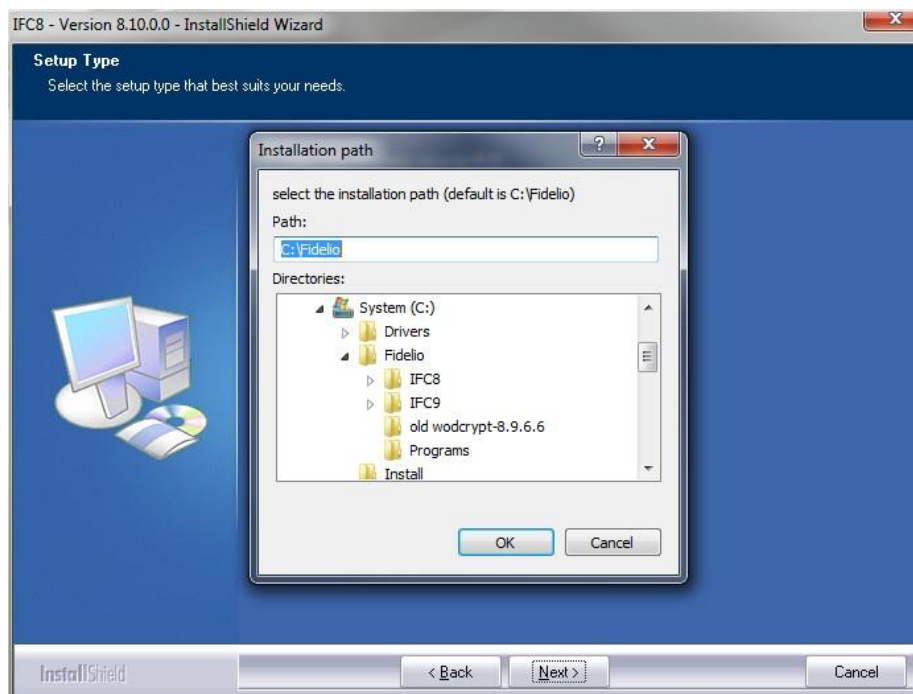 IFC8 - Version 8.10.0.0 - InstallShield Wizard
Setup Type
Select the setup type that best suits your needs.
Installation path
select the installation path (default is C:\Fidelio)
Path:
C:\Fidelio
Directories:
System (C:)
Drivers
Fidelio
IFC8
IFC9
old wodcrypt-8.9.6.6
Programs
Install
OK Cancel
InstallShield
< Back Next > Cancel